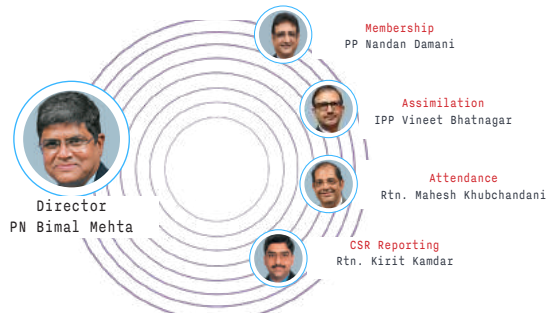 Membership
PP Nandan Damani
Assimilation
IPP Vineet Bhatnagar
Attendance
Rtn. Mahesh Khubchandani
Director
PN Bimal Mehta
CSR Reporting
Rtn. Kirit Kamdar